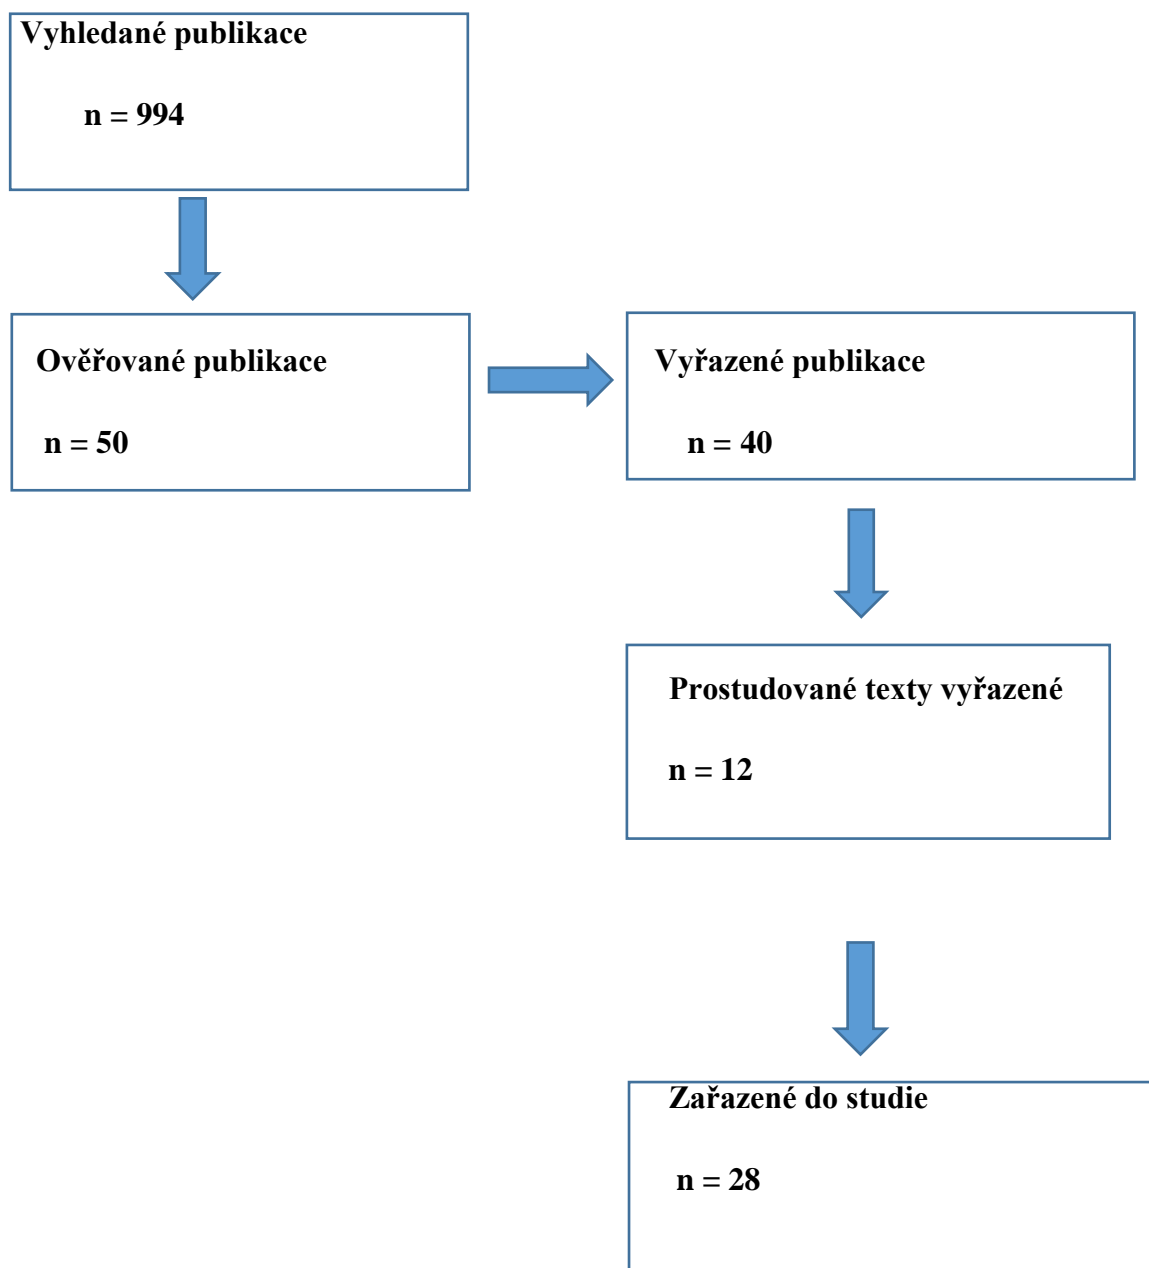 Vyhledané publikace
n = 994
Ověřované publikace
n = 50
Vyřazené publikace
n = 40
Prostudované texty vyřazené
n = 12
Zařazené do studie
n = 28